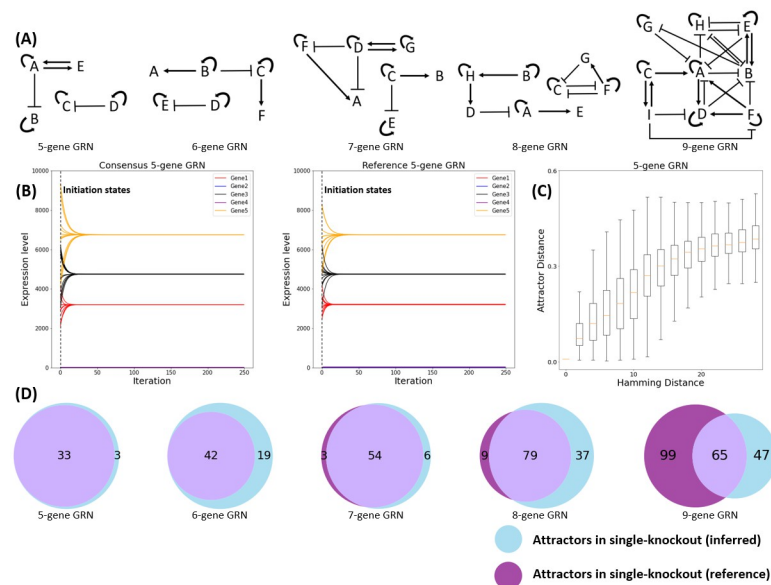 (A)
A E
B
C D
5-gene GRN
A B C
E D F
6-gene GRN
F D G
A
C B
E
7-gene GRN
H B
D A E
G
C F
8-gene GRN
G H E
C A B
I D F
9-gene GRN
(B)
Consensus 5-gene GRN
Expression level
10000
8000
6000
4000
2000
0
Initiation states
Gene1
Gene2
Gene3
Gene4
Gene5
0 50 100 150 200 250
Iteration
Reference 5-gene GRN
Expression level
10000
8000
6000
4000
2000
0
Initiation states
Gene1
Gene2
Gene3
Gene4
Gene5
0 50 100 150 200 250
Iteration
(C)
5-gene GRN
Attractor Distance
0.6
0.3
0.0
0 10 20
Hamming Distance
(D)
33 3
5-gene GRN
42 19
6-gene GRN
3 54 6
7-gene GRN
9 79 37
8-gene GRN
99 65 47
9-gene GRN
Attractors in single-knockout (inferred)
Attractors in single-knockout (reference)